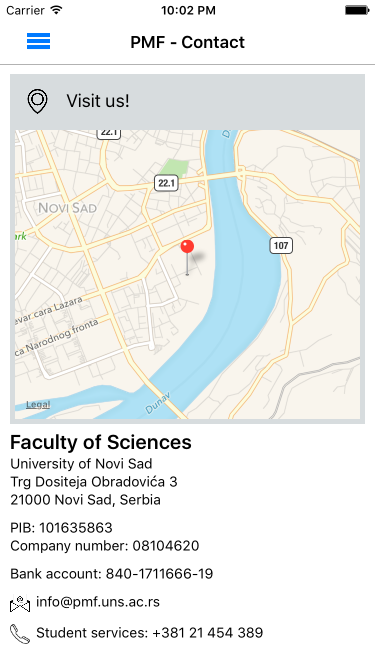 Carrier 10:02 PM
PMF - Contact
Visit us!
22.1
22.1
NOVI SAD
107
evar cara Lazara
ca Narodnog fronta
Legal
Dunav
Faculty of Sciences
University of Novi Sad
Trg Dositeja Obradovića 3
21000 Novi Sad, Serbia
PIB: 101635863
Company number: 08104620
Bank account: 840-1711666-19
info@pmf.uns.ac.rs
Student services: +381 21 454 389